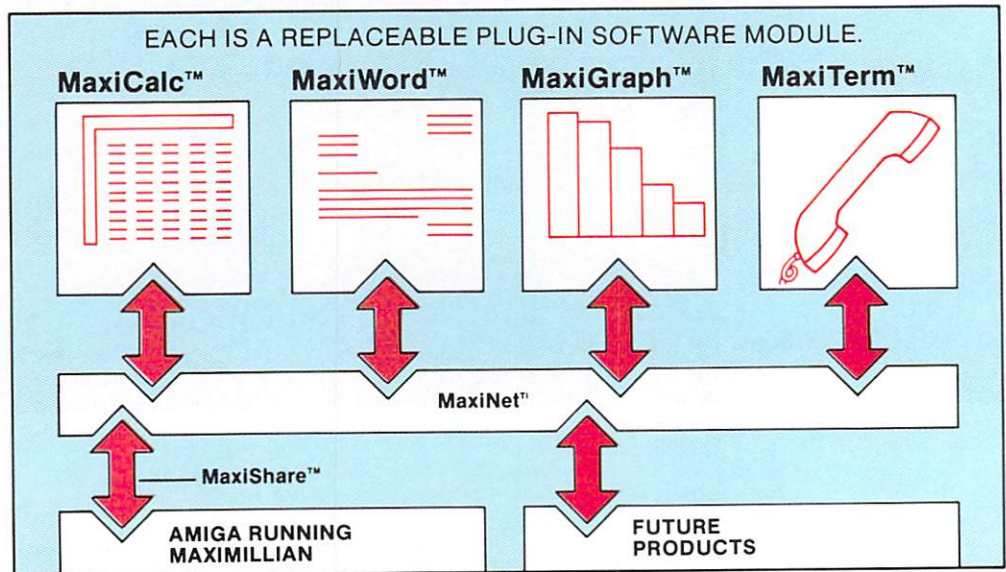 EACH IS A REPLACEABLE PLUG-IN SOFTWARE MODULE.
MaxiCalc™
MaxiWord™
MaxiGraph™
MaxiTerm™
MaxiNet™
MaxiShare™
AMIGA RUNNING
MAXIMILLIAN
FUTURE
PRODUCTS